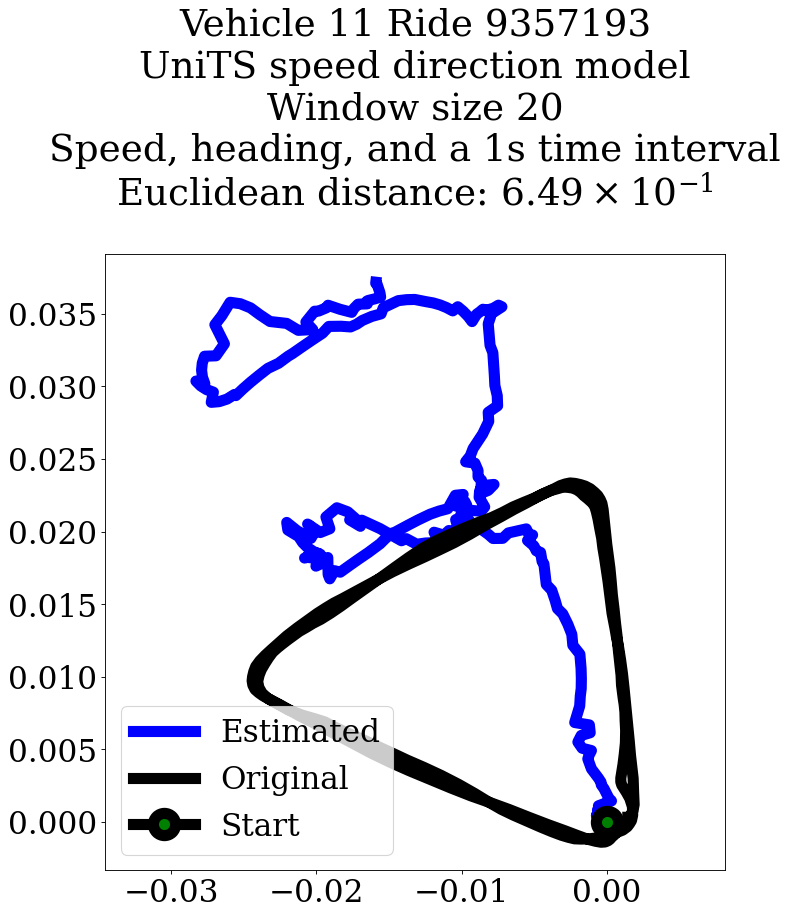 Vehicle 11 Ride 9357193
UniTS speed direction model
Window size 20
Speed, heading, and a 1s time interval
Euclidean distance: 6.49 × 10⁻¹
0.035
0.030
0.025
0.020
0.015
0.010
0.005
0.000
Estimated
Original
Start
−0.03
−0.02
−0.01
0.00